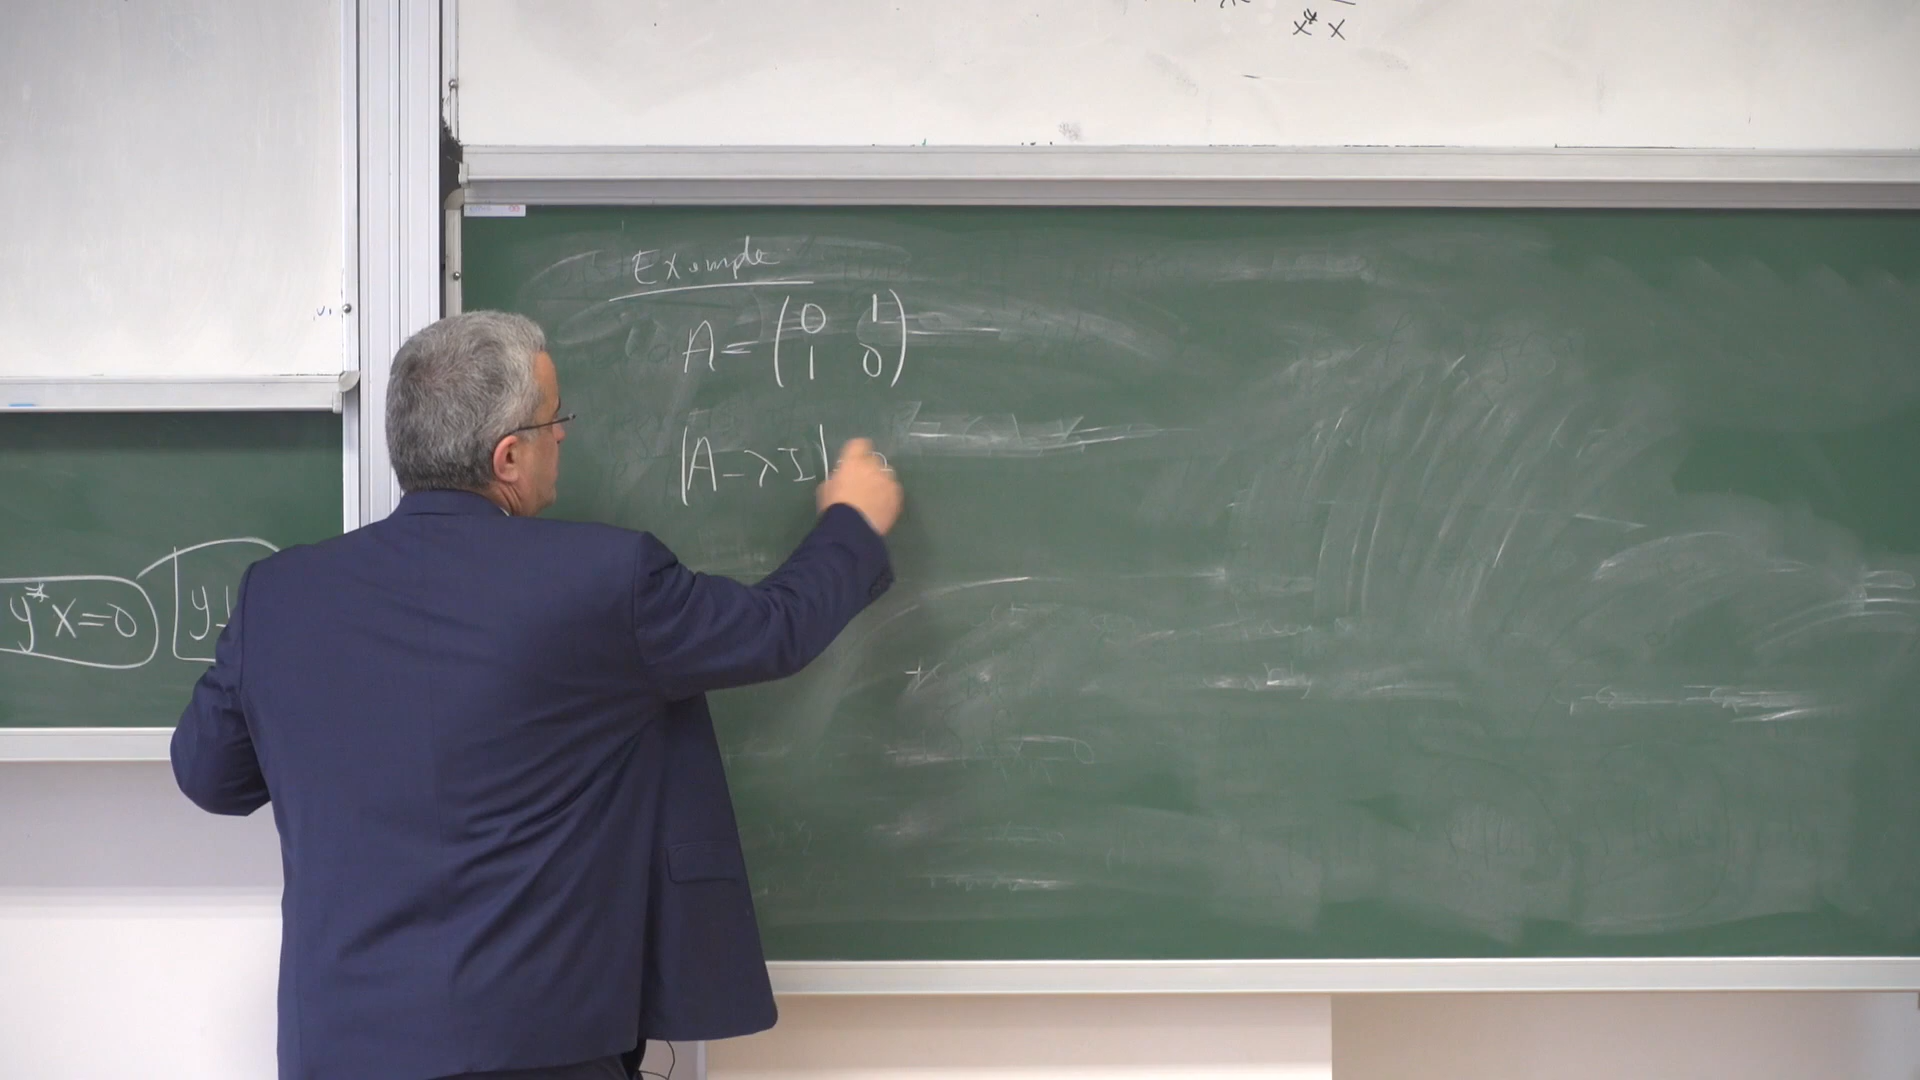 x* x
Example
A = (0 1
1 0)
|A - λI|
y*x=0